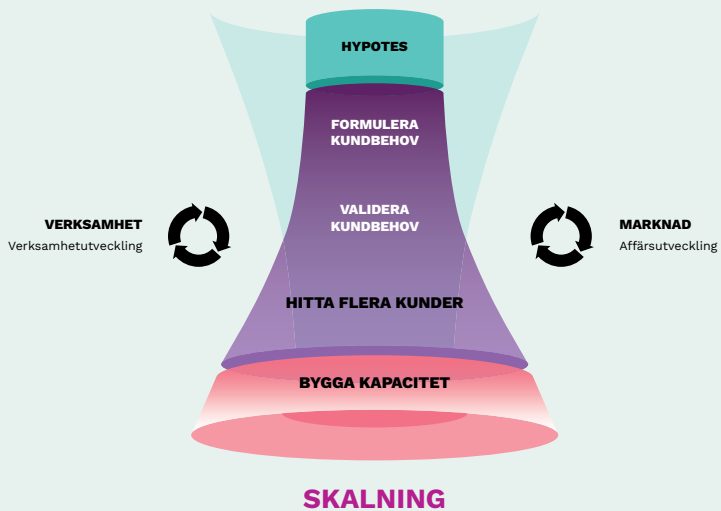 HYPOTES
FORMULERA
KUNDBEHOV
VALIDERA
KUNDBEHOV
VERKSAMHET
Verksamhetutveckling
MARKNAD
Affärsutveckling
HITTA FLERA KUNDER
BYGGA KAPACITET
SKALNING